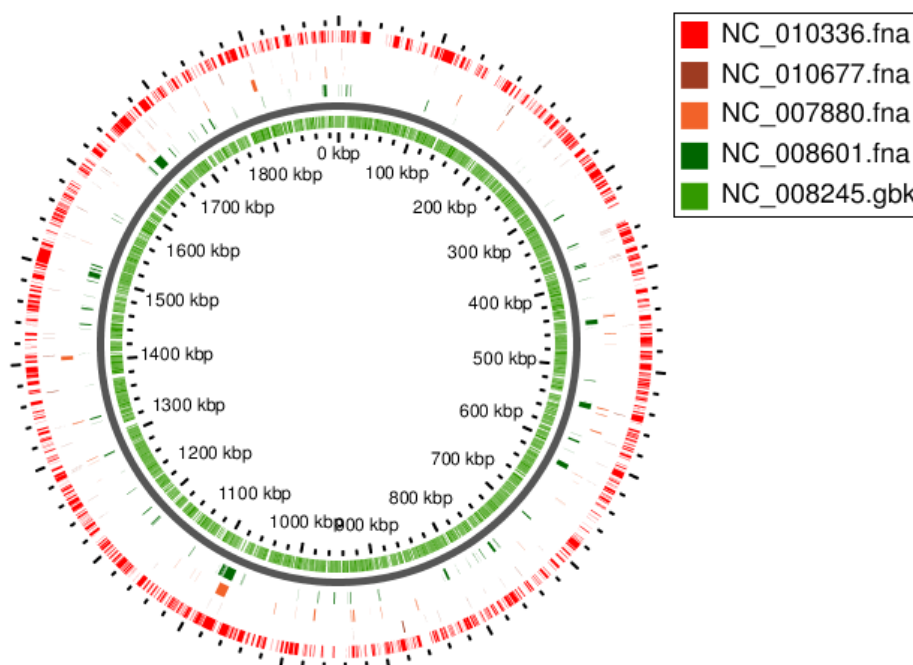 NC_010336.fna
NC_010677.fna
NC_007880.fna
NC_008601.fna
NC_008245.gbk
0 kbp
100 kbp
200 kbp
300 kbp
400 kbp
500 kbp
600 kbp
700 kbp
800 kbp
900 kbp
1000 kbp
1100 kbp
1200 kbp
1300 kbp
1400 kbp
1500 kbp
1600 kbp
1700 kbp
1800 kbp